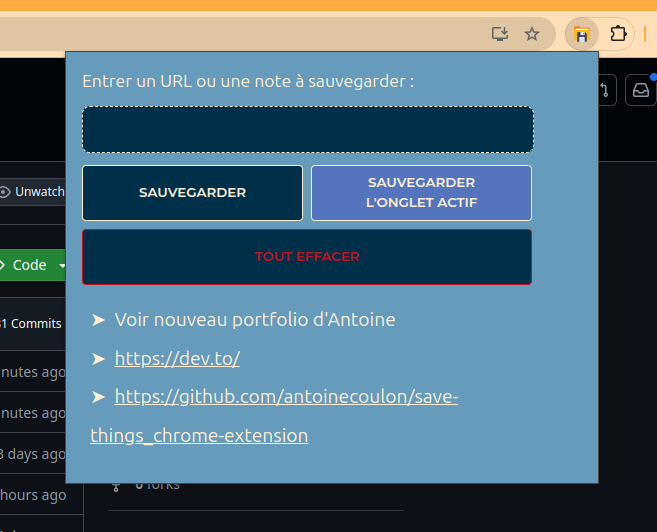 Entrer un URL ou une note à sauvegarder :
Unwatch
SAUVEGARDER
SAUVEGARDER
L'ONGLET ACTIF
Code
TOUT EFFACER
31 Commits
➤ Voir nouveau portfolio d'Antoine
➤ https://dev.to/
➤ https://github.com/antoinecoulon/save-
things_chrome-extension
nutes ago
nutes ago
3 days ago
hours ago
0 forks